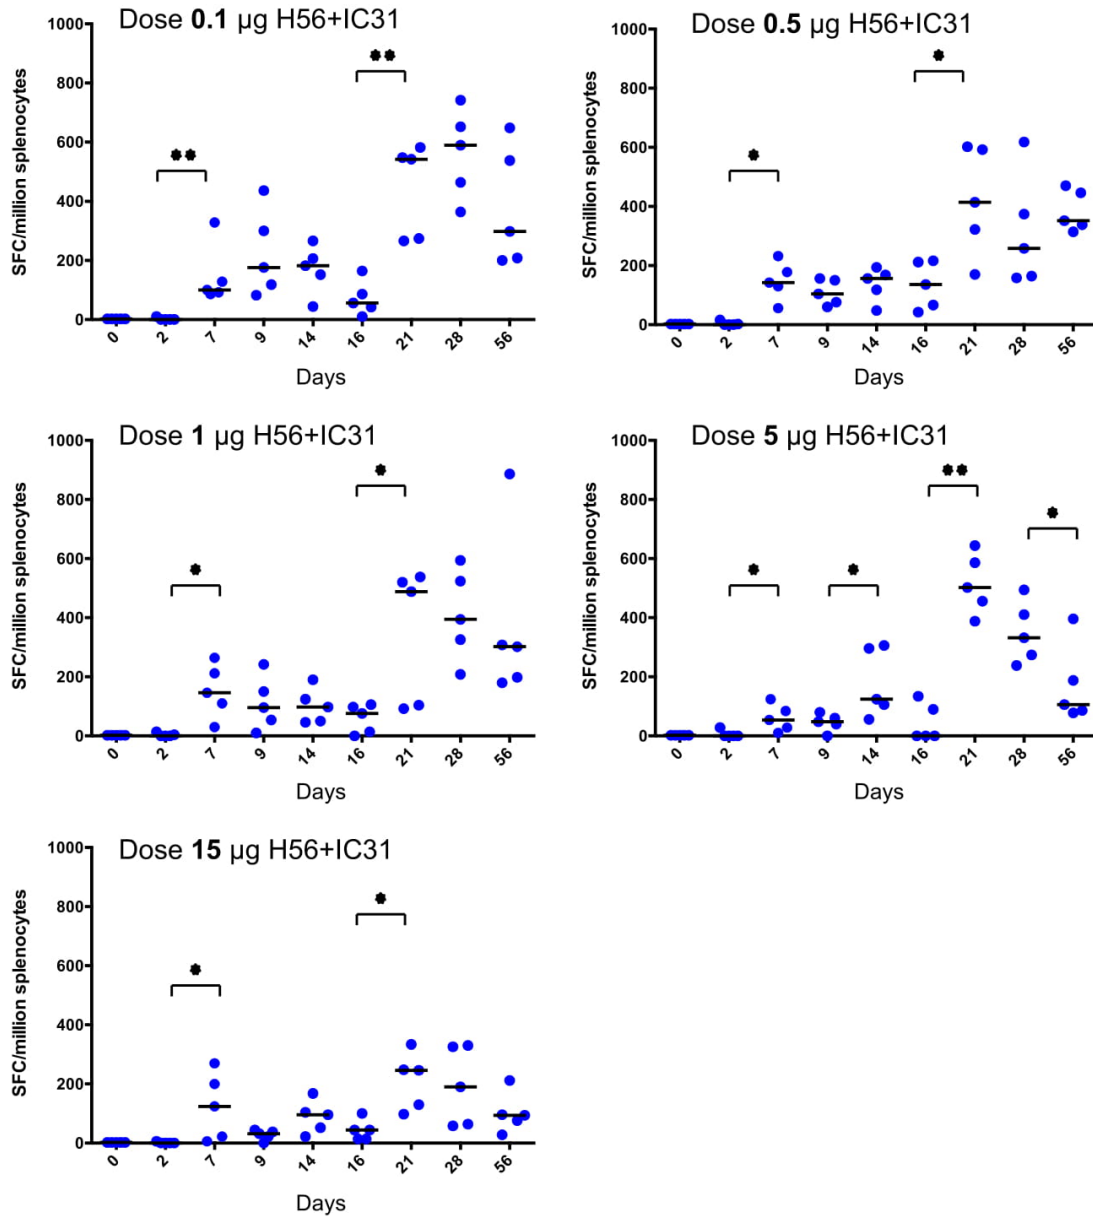 Dose 0.1 µg H56+IC31
SFC/million splenocytes
1000
800
600
400
200
0
** **
0 2 7 9 14 16 21 28 56
Days
Dose 0.5 µg H56+IC31
SFC/million splenocytes
1000
800
600
400
200
0
* *
0 2 7 9 14 16 21 28 56
Days
Dose 1 µg H56+IC31
SFC/million splenocytes
1000
800
600
400
200
0
* *
0 2 7 9 14 16 21 28 56
Days
Dose 5 µg H56+IC31
SFC/million splenocytes
1000
800
600
400
200
0
* * ** *
0 2 7 9 14 16 21 28 56
Days
Dose 15 µg H56+IC31
SFC/million splenocytes
1000
800
600
400
200
0
* *
0 2 7 9 14 16 21 28 56
Days